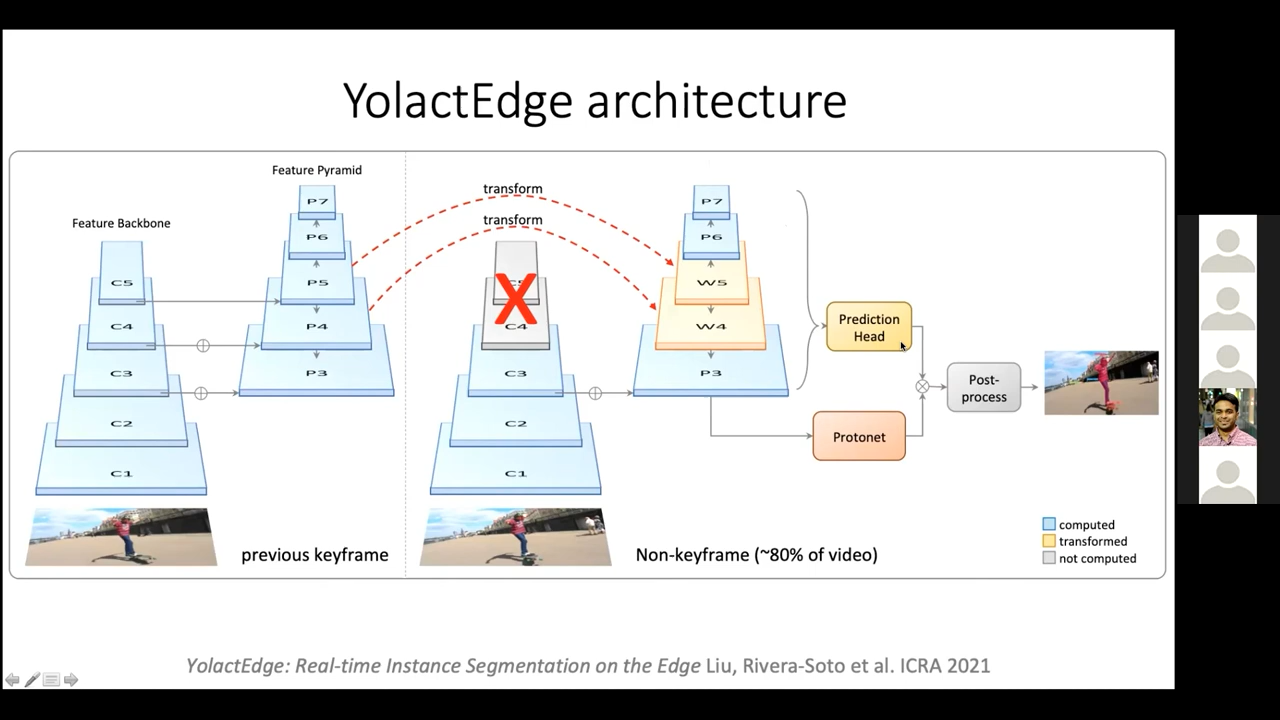 YolactEdge architecture
Feature Pyramid
Feature Backbone
P7
P6
P5
P4
P3
C5
C4
C3
C2
C1
previous keyframe
transform
transform
X
C4
C3
C2
C1
P7
P6
W5
W4
P3
Prediction
Head
Protonet
Post-
process
Non-keyframe (~80% of video)
computed
transformed
not computed
YolactEdge: Real-time Instance Segmentation on the Edge Liu, Rivera-Soto et al. ICRA 2021